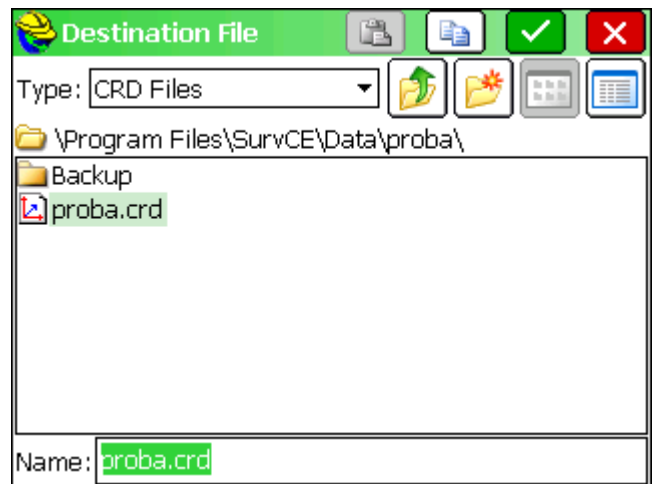 Destination File
Type: CRD Files
\Program Files\SurvCE\Data\proba\
Backup
proba.crd
Name: proba.crd